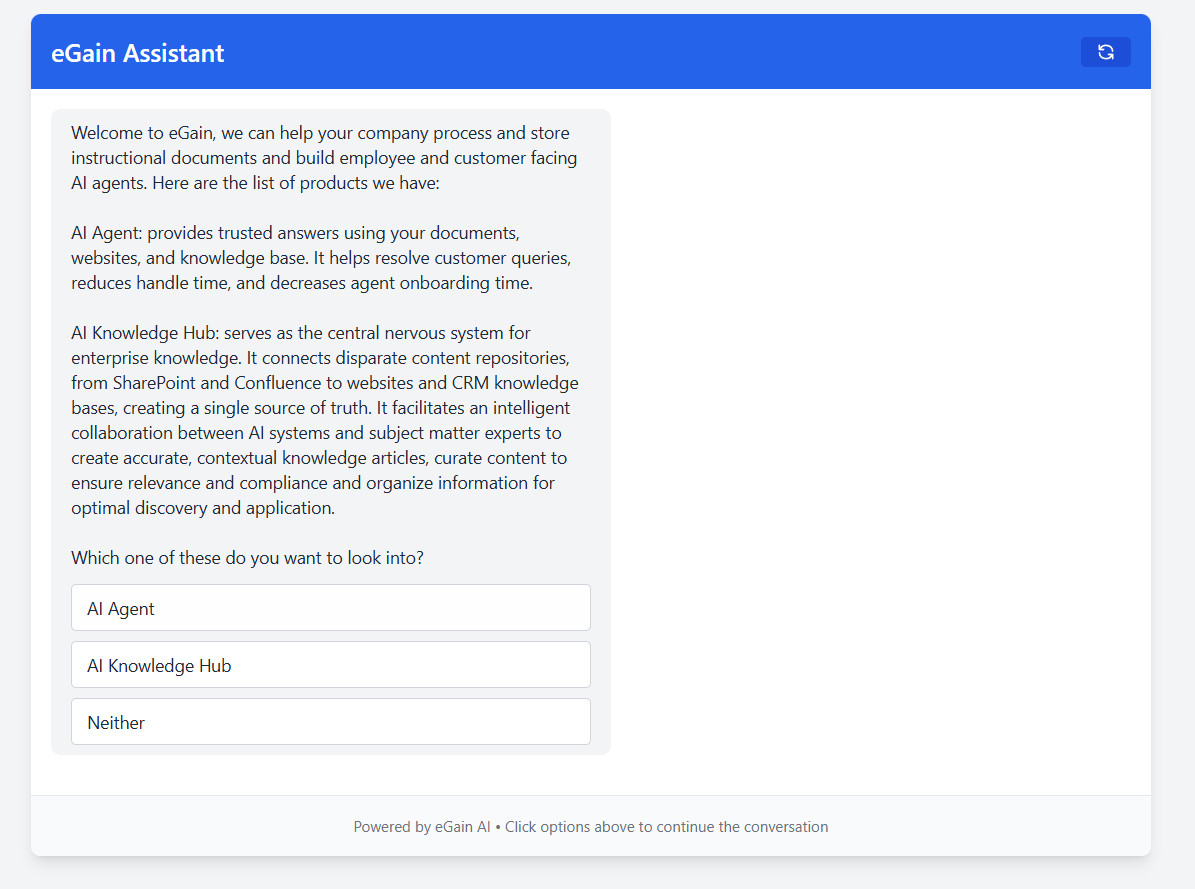 eGain Assistant
Welcome to eGain, we can help your company process and store
instructional documents and build employee and customer facing
AI agents. Here are the list of products we have:
AI Agent: provides trusted answers using your documents,
websites, and knowledge base. It helps resolve customer queries,
reduces handle time, and decreases agent onboarding time.
AI Knowledge Hub: serves as the central nervous system for
enterprise knowledge. It connects disparate content repositories,
from SharePoint and Confluence to websites and CRM knowledge
bases, creating a single source of truth. It facilitates an intelligent
collaboration between AI systems and subject matter experts to
create accurate, contextual knowledge articles, curate content to
ensure relevance and compliance and organize information for
optimal discovery and application.
Which one of these do you want to look into?
AI Agent
AI Knowledge Hub
Neither
Powered by eGain AI • Click options above to continue the conversation